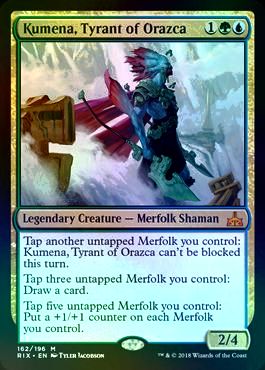 Kumena, Tyrant of Orazca 1
Legendary Creature — Merfolk Shaman
Tap another untapped Merfolk you control:
Kumena, Tyrant of Orazca can't be blocked
this turn.
Tap three untapped Merfolk you control:
Draw a card.
Tap five untapped Merfolk you control:
Put a +1/+1 counter on each Merfolk
you control.
2/4
162/196 M
RIX • EN Tyler Jacobson ™ & © 2018 Wizards of the Coast